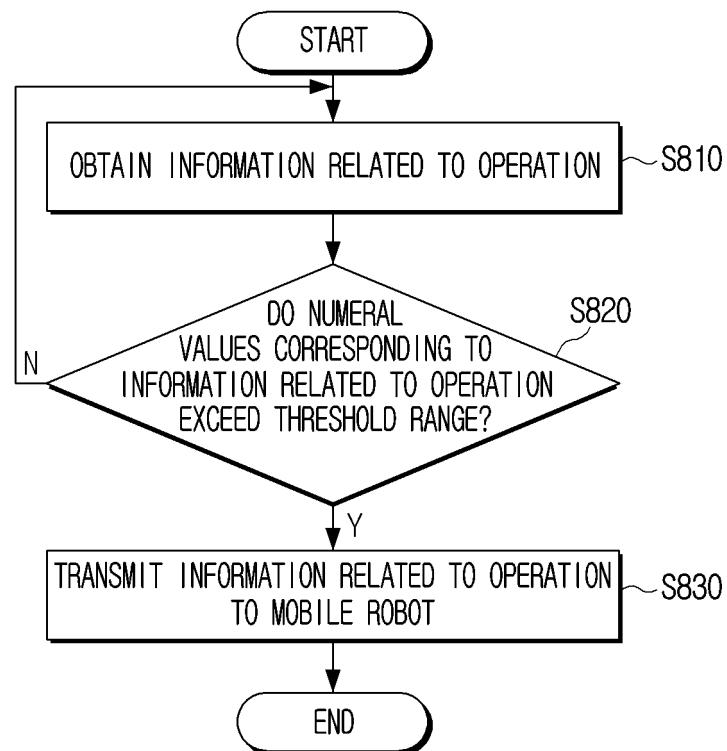 START
OBTAIN INFORMATION RELATED TO OPERATION
S810
DO NUMERAL
VALUES CORRESPONDING TO
INFORMATION RELATED TO OPERATION
EXCEED THRESHOLD RANGE?
S820
N
Y
TRANSMIT INFORMATION RELATED TO OPERATION
TO MOBILE ROBOT
S830
END